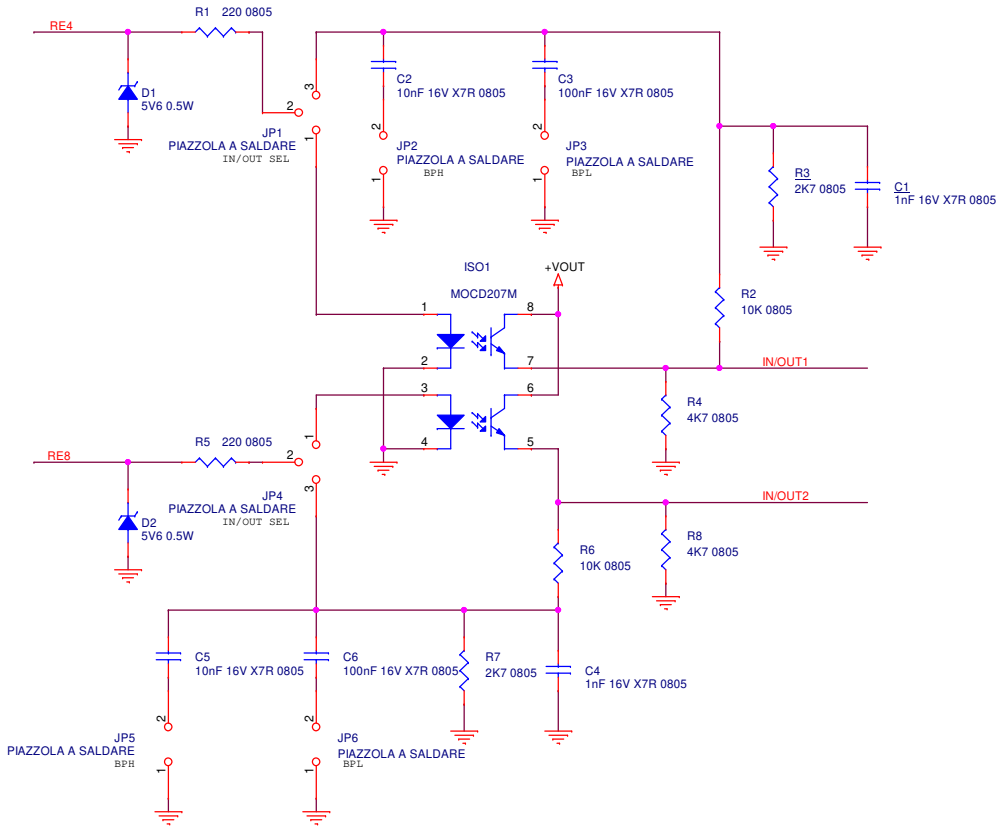 RE4
R1 220 0805
D1
5V6 0.5W
3
2
1
JP1
PIAZZOLA A SALDARE
IN/OUT SEL
C2
10nF 16V X7R 0805
2
1
JP2
PIAZZOLA A SALDARE
BPH
C3
100nF 16V X7R 0805
2
1
JP3
PIAZZOLA A SALDARE
BPL
R3
2K7 0805
C1
1nF 16V X7R 0805
ISO1
MOCD207M
+VOUT
1
2
3
4
8
7
6
5
R2
10K 0805
IN/OUT1
R4
4K7 0805
RE8
R5 220 0805
D2
5V6 0.5W
1
2
3
JP4
PIAZZOLA A SALDARE
IN/OUT SEL
IN/OUT2
R6
10K 0805
R8
4K7 0805
C5
10nF 16V X7R 0805
C6
100nF 16V X7R 0805
R7
2K7 0805
C4
1nF 16V X7R 0805
2
1
JP5
PIAZZOLA A SALDARE
BPH
2
1
JP6
PIAZZOLA A SALDARE
BPL